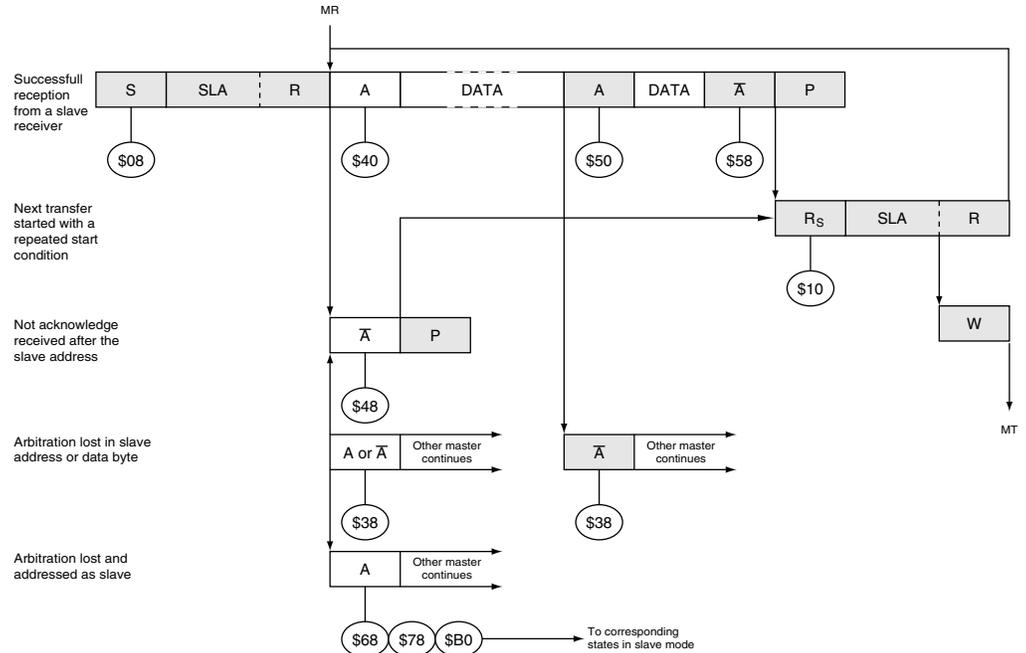 MR
Successfull
reception
from a slave
receiver
S SLA R A DATA A DATA A̅ P
$08 $40 $50 $58
Next transfer
started with a
repeated start
condition
RS SLA R
$10
Not acknowledge
received after the
slave address
A̅ P
W
$48
MT
Arbitration lost in slave
address or data byte
A or A̅
Other master
continues
A̅
Other master
continues
$38 $38
Arbitration lost and
addressed as slave
A
Other master
continues
$68 $78 $B0
To corresponding
states in slave mode